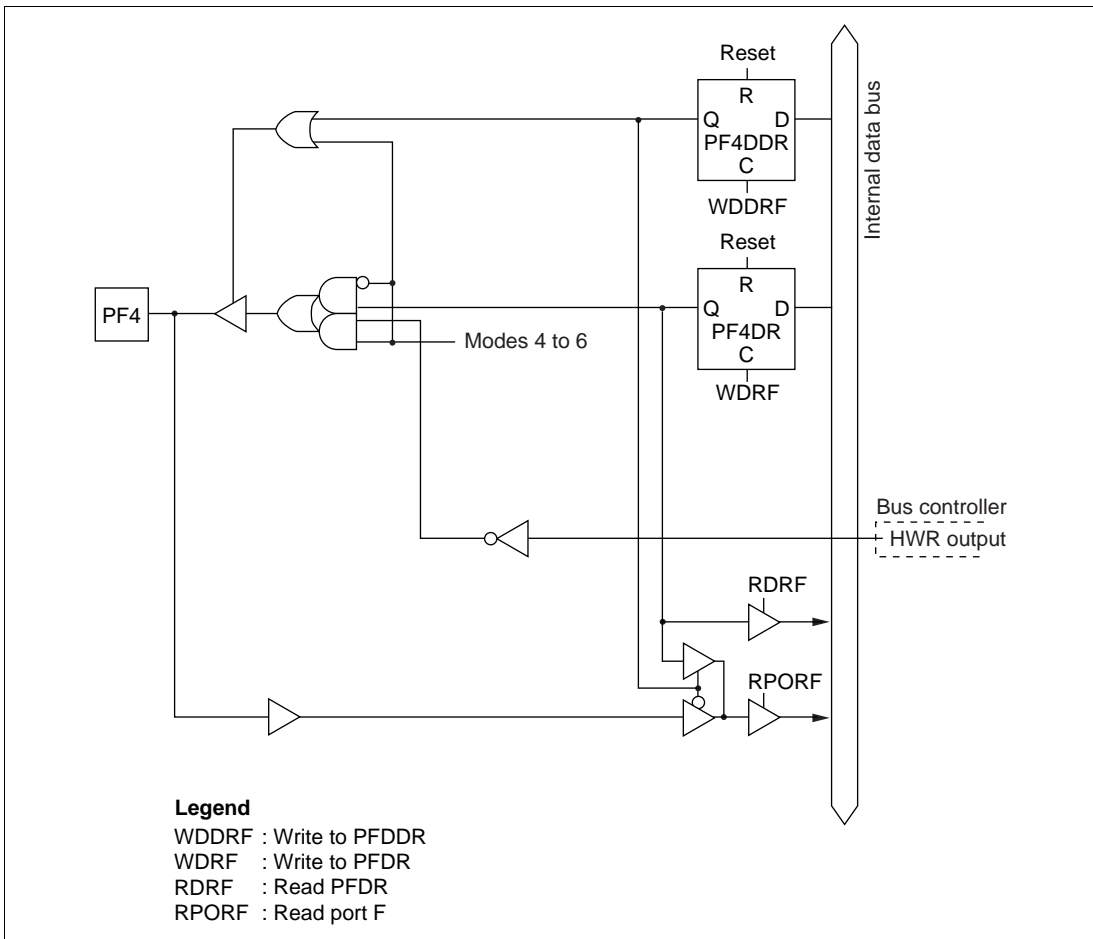 Reset
R
Q D
PF4DDR
C
WDDRF
Internal data bus
Reset
R
Q D
PF4DR
C
WDRF
PF4
Modes 4 to 6
Bus controller
HWR output
RDRF
RPORF
Legend
WDDRF : Write to PFDDR
WDRF : Write to PFDR
RDRF : Read PFDR
RPORF : Read port F